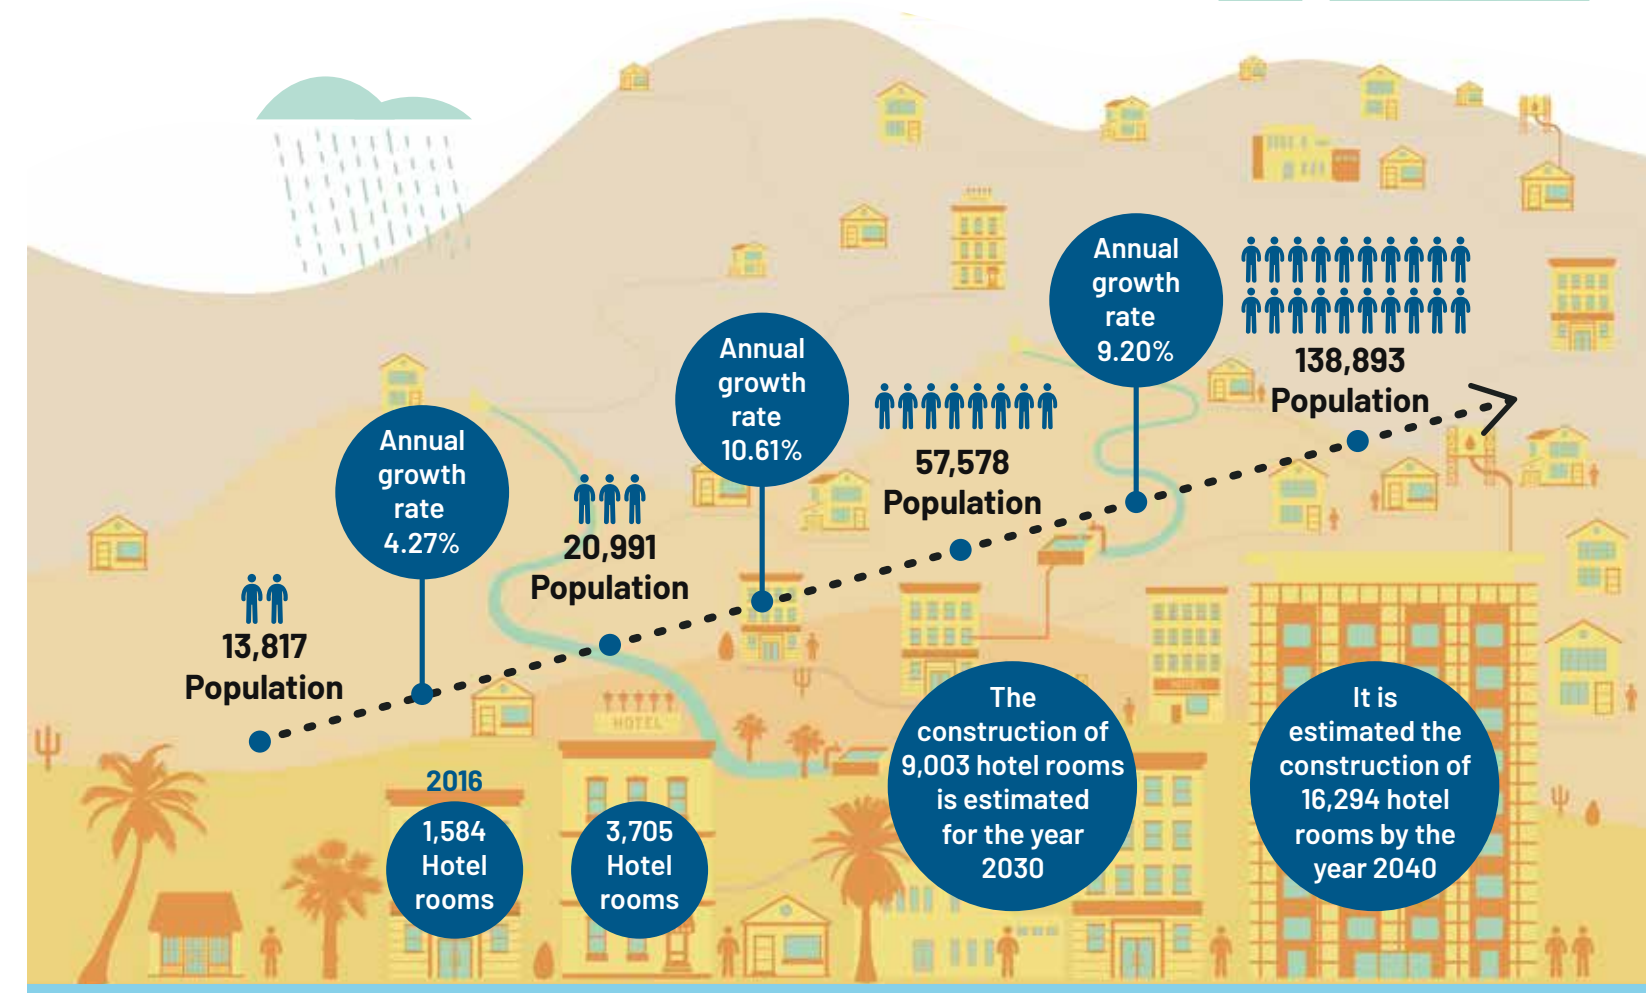 Annual
growth
rate
9.20%
138,893
Population
Annual
growth
rate
10.61%
57,578
Population
Annual
growth
rate
4.27%
20,991
Population
13,817
Population
HOTEL
2016
1,584
Hotel
rooms
3,705
Hotel
rooms
The
construction of
9,003 hotel rooms
is estimated
for the year
2030
It is
estimated the
construction of
16,294 hotel
rooms by the
year 2040